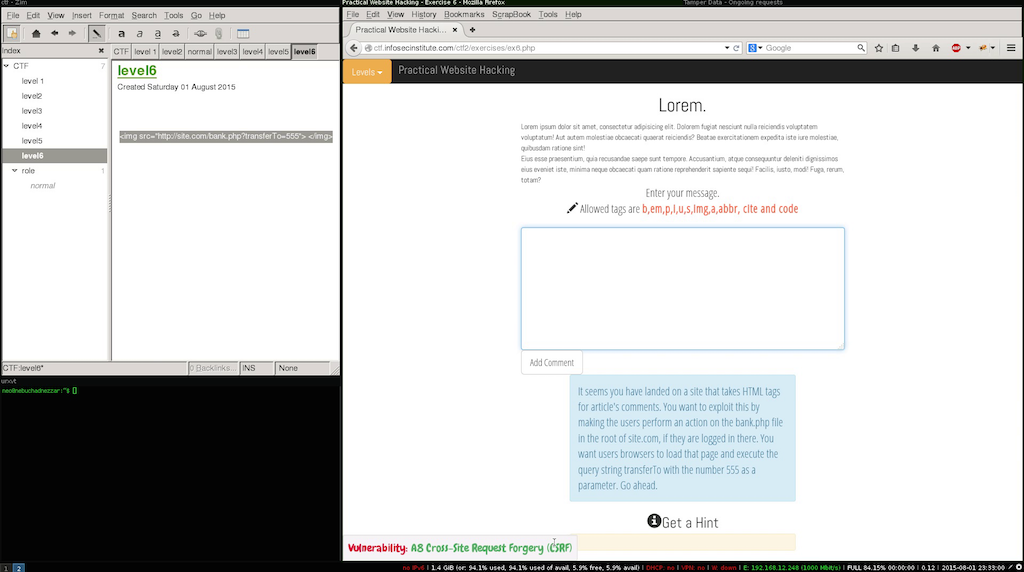 ctf - Zim
File Edit View Insert Format Search Tools Go Help
Index
CTF level 1 level2 normal level3 level4 level5 level6
CTF 7
level 1
level2
level3
level4
level5
level6
role 1
normal
level6
Created Saturday 01 August 2015
<img src="http://site.com/bank.php?transferTo=555"> </img>
CTF:level6*
0 Backlinks...
INS
None
urxvt
neo@nebuchadnezzar:~$
Practical Website Hacking - Exercise 6 - Mozilla Firefox
Tamper Data - Ongoing requests
File Edit View History Bookmarks ScrapBook Tools Help
Practical Website Hacki...
ctf.infosecinstitute.com/ctf2/exercises/ex6.php
Google
Levels
Practical Website Hacking
Lorem.
Lorem ipsum dolor sit amet, consectetur adipisicing elit. Dolorem fugiat nesciunt nulla reiciendis voluptatem
voluptatum! Aut autem molestiae obcaecati quaerat reiciendis? Beatae exercitationem expedita iste iure molestiae,
quibusdam ratione sint!
Eius esse praesentium, quia recusandae saepe sunt tempore. Accusantium, atque consequuntur deleniti dignissimos
eius eveniet iste, minima neque obcaecati quam ratione reprehenderit sapiente sequi! Facilis, iusto, modi! Fuga, rerum,
totam?
Enter your message.
Allowed tags are b,em,p,i,u,s,img,a,abbr, cite and code
Add Comment
It seems you have landed on a site that takes HTML tags
for article's comments. You want to exploit this by
making the users perform an action on the bank.php file
in the root of site.com, if they are logged in there. You
want users browsers to load that page and execute the
query string transferTo with the number 555 as a
parameter. Go ahead.
Get a Hint
Vulnerability: A8 Cross-Site Request Forgery (CSRF)
1 2
no IPv6 | 1.4 GiB (or: 94.1% used, 94.1% used of avail, 5.9% free, 5.9% avail) | DHCP: no | VPN: no | W: down | E: 192.168.12.248 (1000 Mbit/s) | FULL 84.15% 00:00:00 | 0.12 | 2015-08-01 23:33:00